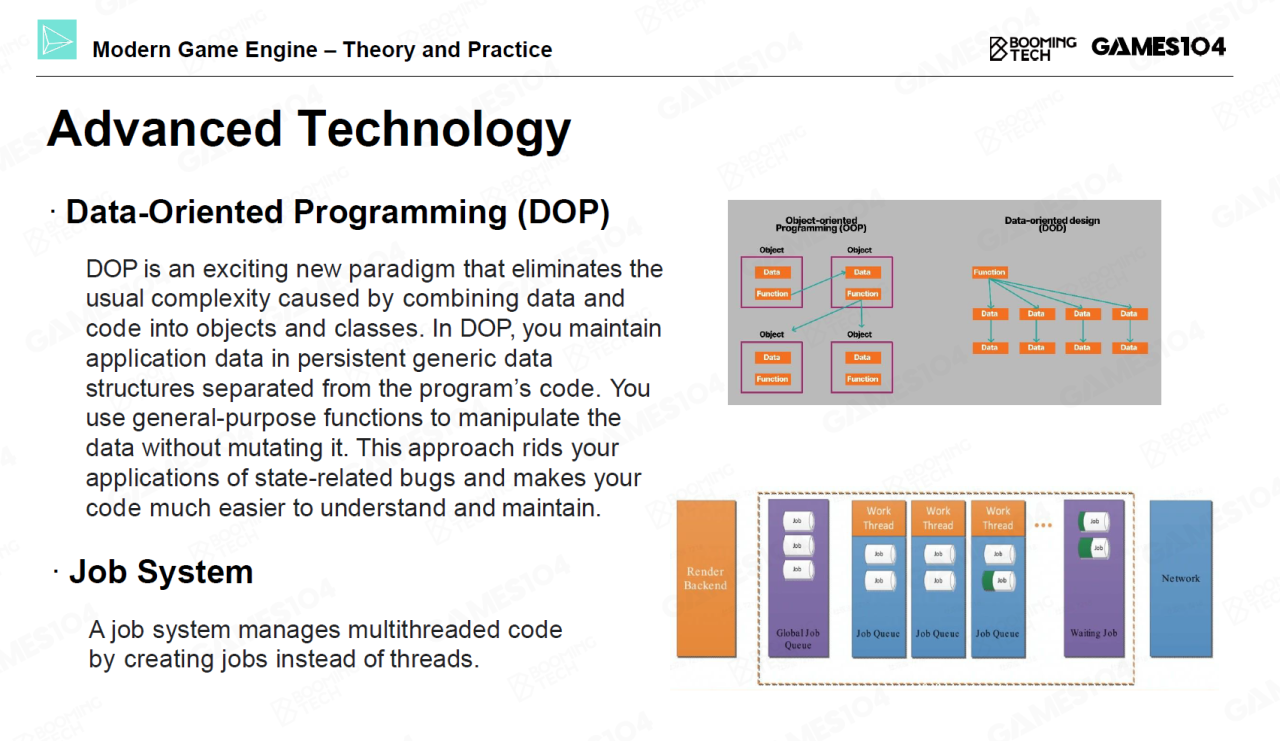 Modern Game Engine – Theory and Practice
BOOMING
TECH
GAMES104
Advanced Technology
· Data-Oriented Programming (DOP)
DOP is an exciting new paradigm that eliminates the
usual complexity caused by combining data and
code into objects and classes. In DOP, you maintain
application data in persistent generic data
structures separated from the program's code. You
use general-purpose functions to manipulate the
data without mutating it. This approach rids your
applications of state-related bugs and makes your
code much easier to understand and maintain.
· Job System
A job system manages multithreaded code
by creating jobs instead of threads.
Object-oriented
Programming (OOP)
Object
Data
Function
Object
Data
Function
Object
Data
Function
Object
Data
Function
Data-oriented design
(DOD)
Function
Data Data Data Data
Data Data Data Data
Render
Backend
Job
Job
Job
Global Job
Queue
Work
Thread
Job
Job
Job Queue
Work
Thread
Job
Job
Job Queue
Work
Thread
Job
Job
Job Queue
Job
Job
Waiting Job
Network